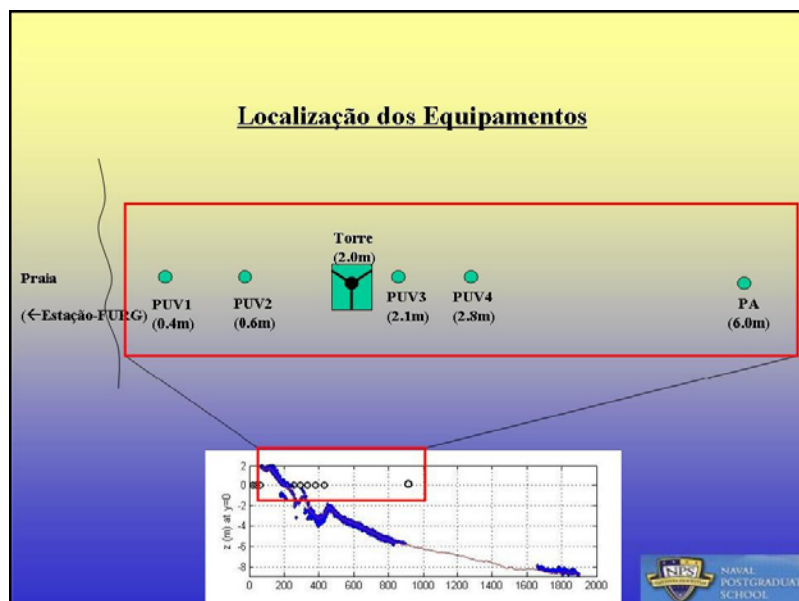 Localização dos Equipamentos
Torre
(2.0m)
Praia
(←Estação-FURG)
PUV1
(0.4m)
PUV2
(0.6m)
PUV3
(2.1m)
PUV4
(2.8m)
PA
(6.0m)
z (m) at y=0
2
0
-2
-4
-6
-8
0 200 400 600 800 1000 1200 1400 1600 1800 2000
NPS
NAVAL
POSTGRADUATE
SCHOOL